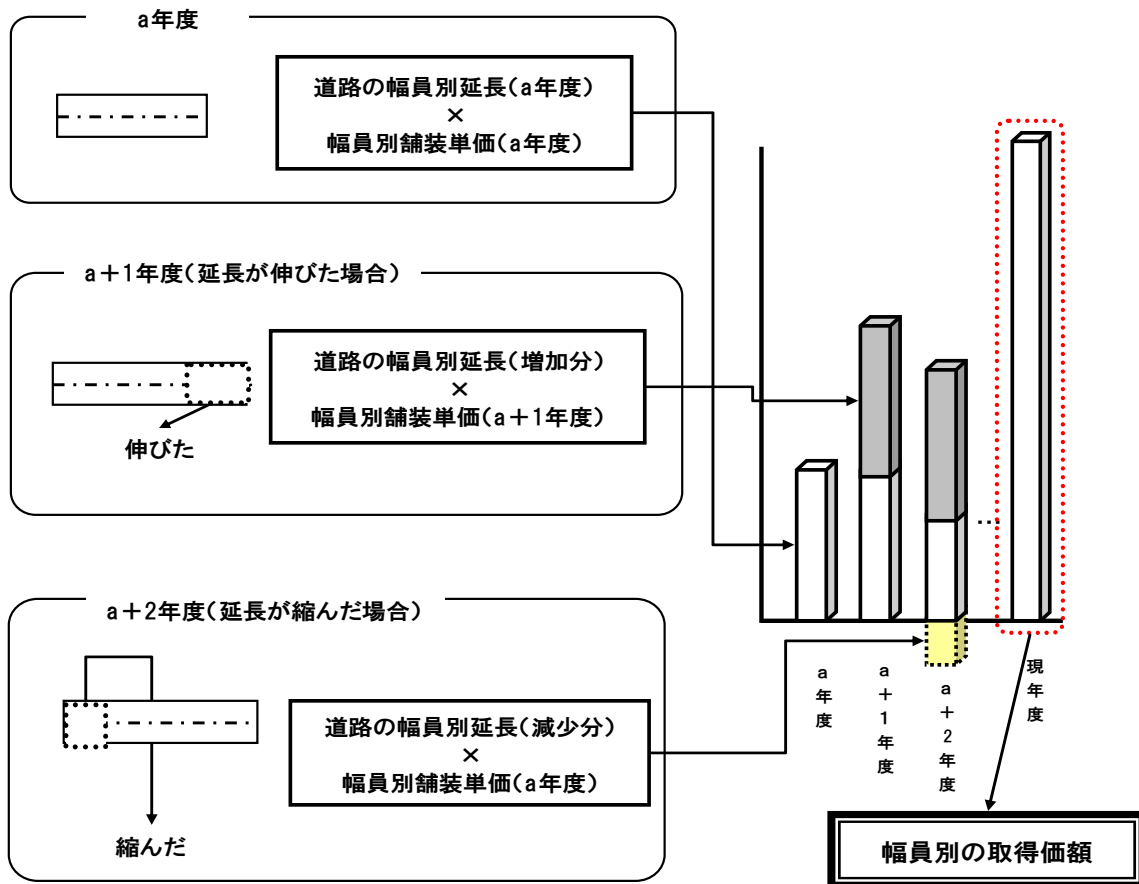 a年度
道路の幅員別延長(a年度)
×
幅員別舗装単価(a年度)
a+1年度(延長が伸びた場合)
道路の幅員別延長(増加分)
×
幅員別舗装単価(a+1年度)
伸びた
a+2年度(延長が縮んだ場合)
道路の幅員別延長(減少分)
×
幅員別舗装単価(a年度)
縮んだ
a年度
a+1年度
a+2年度
現年度
幅員別の取得価額